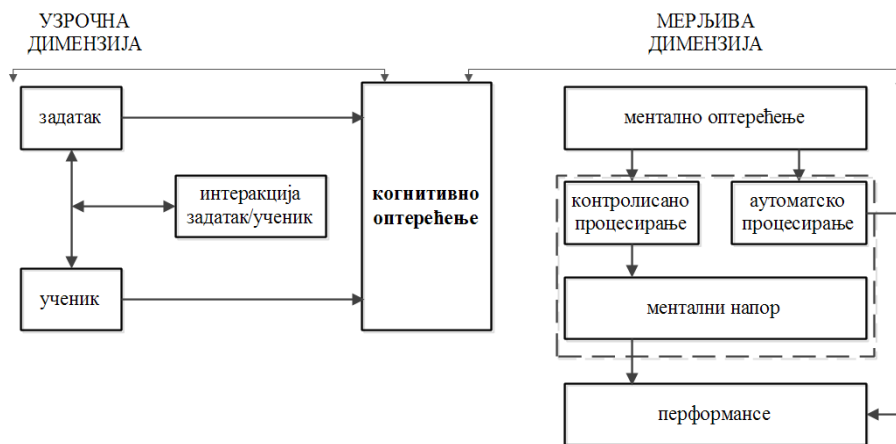 УЗРОЧНА
ДИМЕНЗИЈА
МЕРЉИВА
ДИМЕНЗИЈА
задатак
интеракција
задатак/ученик
ученик
когнитивно
оптерећење
ментално оптерећење
контролисано
процесирање
аутоматско
процесирање
ментални напор
перформансе